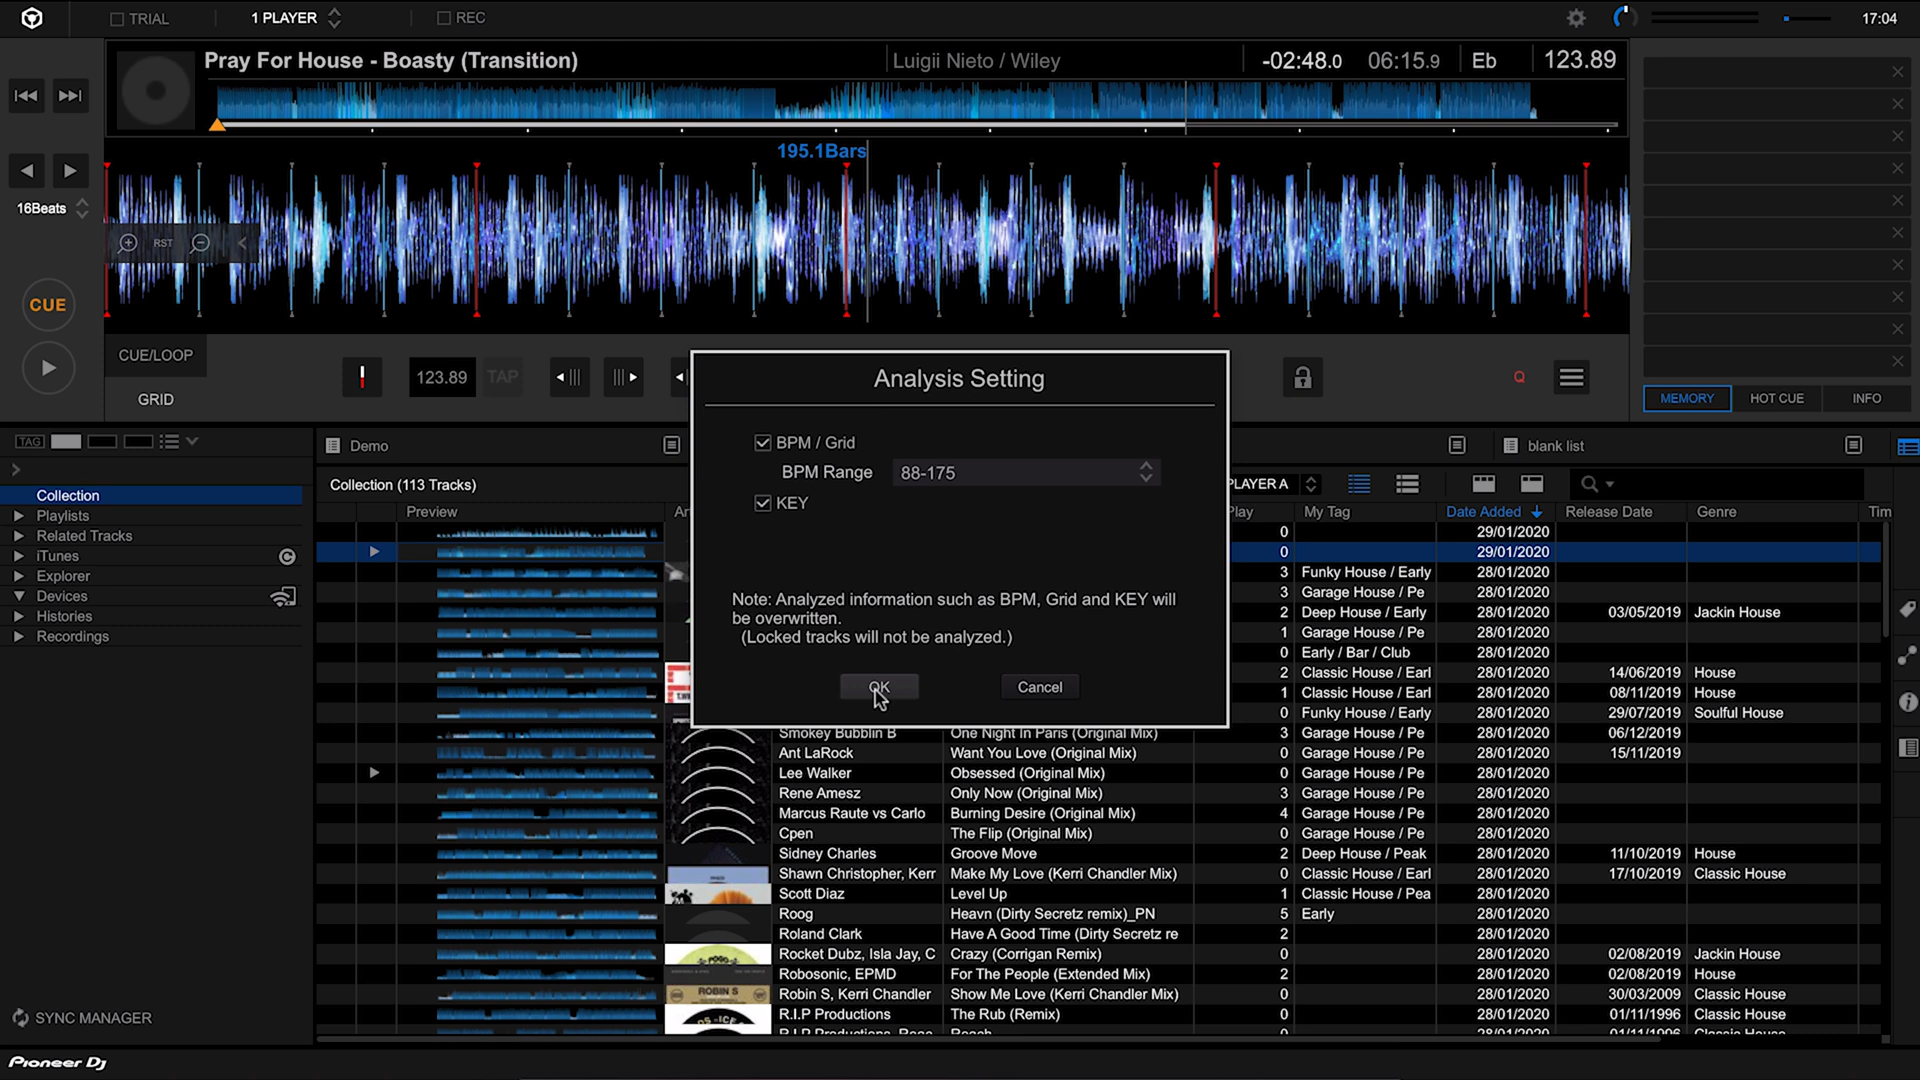 TRIAL
1 PLAYER
REC
17:04
Pray For House - Boasty (Transition)
Luigii Nieto / Wiley
-02:48.0
06:15.9
Eb
123.89
195.1Bars
16Beats
RST
CUE
CUE/LOOP
GRID
123.89
TAP
Q
MEMORY
HOT CUE
INFO
Analysis Setting
BPM / Grid
BPM Range
88-175
KEY
Note: Analyzed information such as BPM, Grid and KEY will
be overwritten.
(Locked tracks will not be analyzed.)
OK
Cancel
TAG
Demo
blank list
Collection (113 Tracks)
PLAYER A
Collection
Playlists
Related Tracks
iTunes
Explorer
Devices
Histories
Recordings
SYNC MANAGER
Pioneer Dj
Preview
My Tag
Date Added
Release Date
Genre
Tim
0 29/01/2020
0 29/01/2020
3 Funky House / Early 28/01/2020
3 Garage House / Pe 28/01/2020
2 Deep House / Early 28/01/2020 03/05/2019 Jackin House
1 Garage House / Pe 28/01/2020
0 Early / Bar / Club 28/01/2020
2 Classic House / Earl 28/01/2020 14/06/2019 House
1 Classic House / Earl 28/01/2020 08/11/2019 House
0 Funky House / Early 28/01/2020 29/07/2019 Soulful House
Smokey Bubblin B One Night In Paris (Original Mix) 3 Garage House / Pe 28/01/2020 06/12/2019
Ant LaRock Want You Love (Original Mix) 0 Garage House / Pe 28/01/2020 15/11/2019
Lee Walker Obsessed (Original Mix) 0 Garage House / Pe 28/01/2020
Rene Amesz Only Now (Original Mix) 3 Garage House / Pe 28/01/2020
Marcus Raute vs Carlo Burning Desire (Original Mix) 4 Garage House / Pe 28/01/2020
Cpen The Flip (Original Mix) 0 Garage House / Pe 28/01/2020
Sidney Charles Groove Move 2 Deep House / Peak 28/01/2020 11/10/2019 House
Shawn Christopher, Kerr Make My Love (Kerri Chandler Mix) 0 Classic House / Earl 28/01/2020 17/10/2019 Classic House
Scott Diaz Level Up 1 Classic House / Pea 28/01/2020
Roog Heavn (Dirty Secretz remix)_PN 5 Early 28/01/2020
Roland Clark Have A Good Time (Dirty Secretz re 2 28/01/2020
Rocket Dubz, Isla Jay, C Crazy (Corrigan Remix) 0 28/01/2020 02/08/2019 Jackin House
Robosonic, EPMD For The People (Extended Mix) 2 28/01/2020 02/08/2019 House
ROBIN S Robin S, Kerri Chandler Show Me Love (Kerri Chandler Mix) 0 28/01/2020 30/03/2009 Classic House
R.I.P Productions The Rub (Remix) 0 28/01/2020 01/11/1996 Classic House